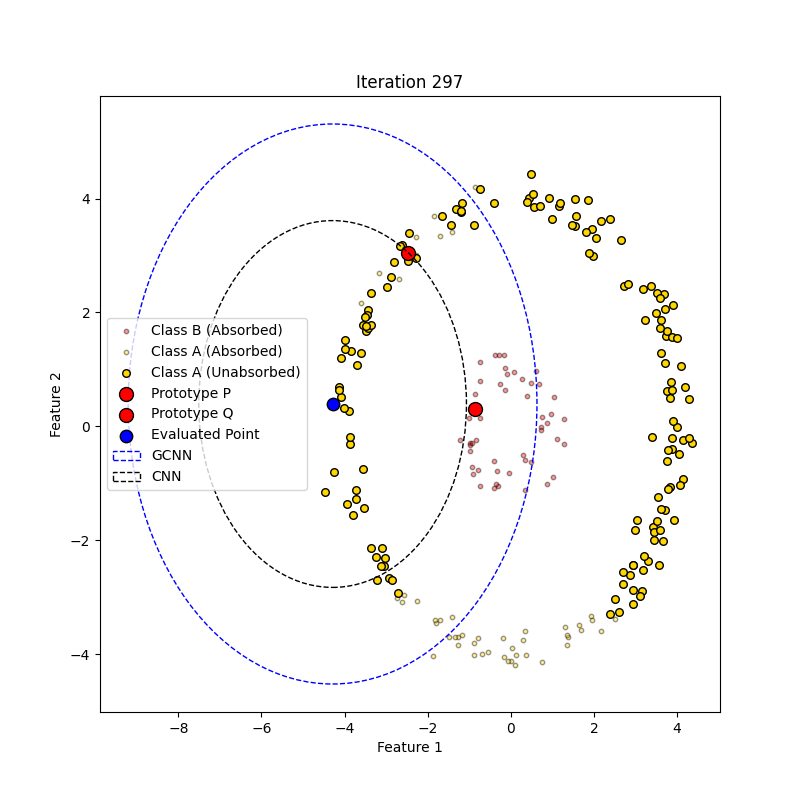 Iteration 297
Feature 2
4
2
0
−2
−4
Class B (Absorbed)
Class A (Absorbed)
Class A (Unabsorbed)
Prototype P
Prototype Q
Evaluated Point
GCNN
CNN
−8 −6 −4 −2 0 2 4
Feature 1